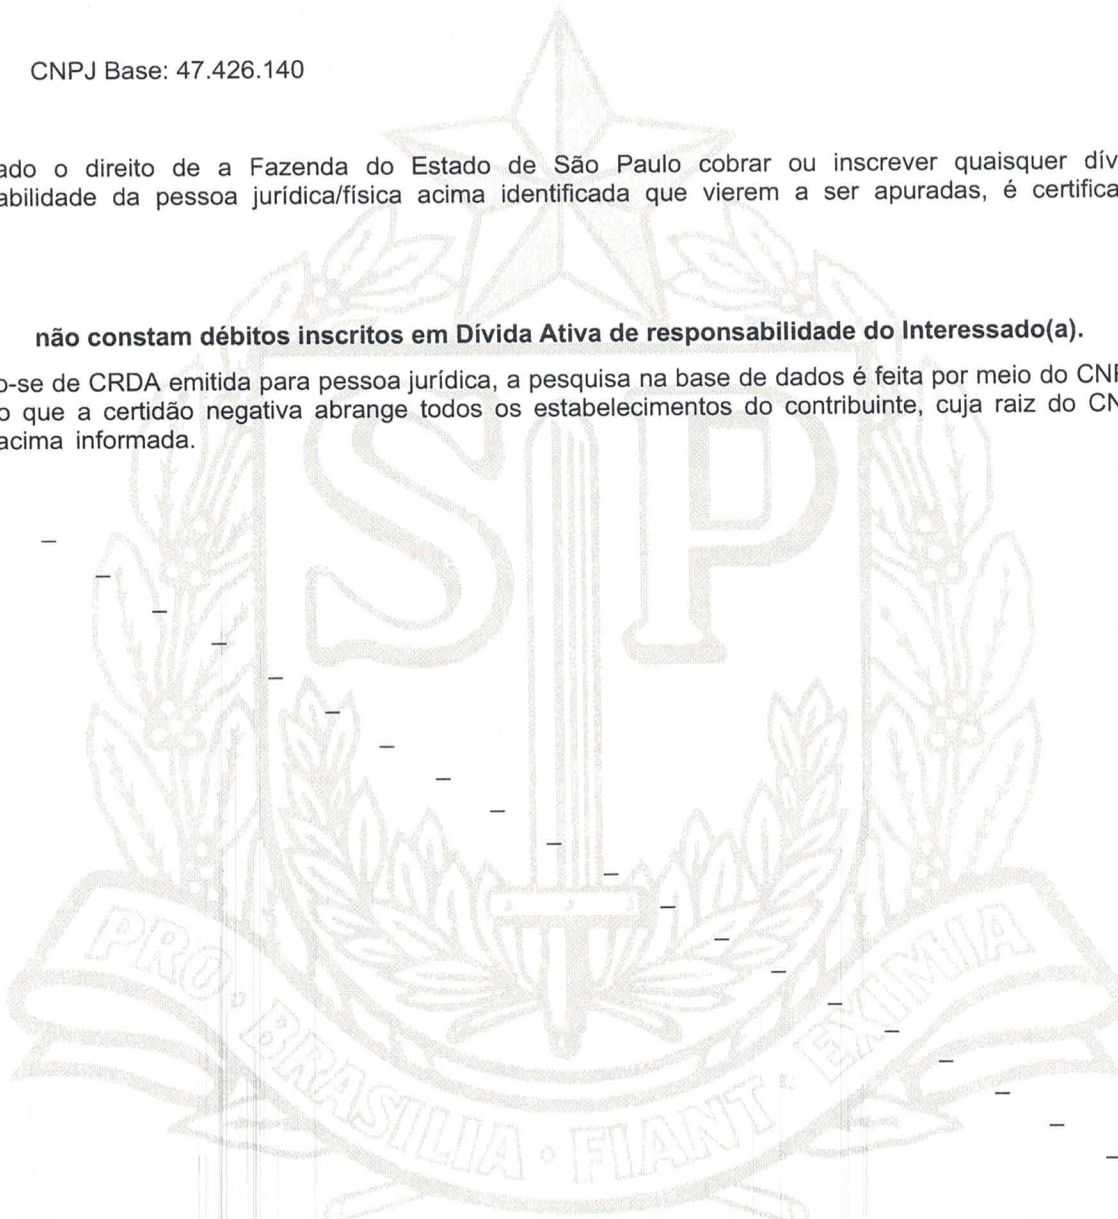 CNPJ Base: 47.426.140
ado o direito de a Fazenda do Estado de São Paulo cobrar ou inscrever quaisquer dív
abilidade da pessoa jurídica/física acima identificada que vierem a ser apuradas, é certifica
não constam débitos inscritos em Dívida Ativa de responsabilidade do Interessado(a).
o-se de CRDA emitida para pessoa jurídica, a pesquisa na base de dados é feita por meio do CNP
o que a certidão negativa abrange todos os estabelecimentos do contribuinte, cuja raiz do CN
acima informada.
SP
PRO · BRASILIA · FIANT · EXIMIA